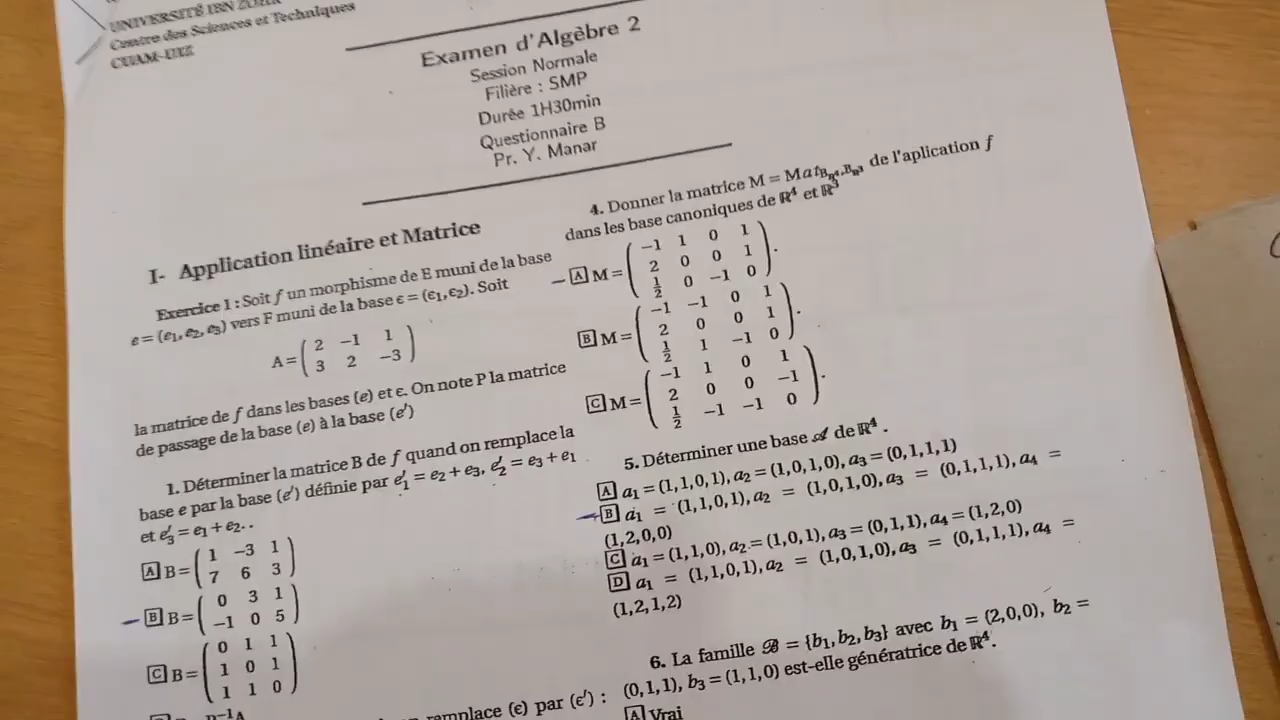 UNIVERSITÉ IBN ZOHR
Centre des Sciences et Techniques
CUAM-UIZ
Examen d'Algèbre 2
Session Normale
Filière : SMP
Durée 1H30min
Questionnaire B
Pr. Y. Manar
I- Application linéaire et Matrice
Exercice 1 : Soit f un morphisme de E muni de la base
e = (e₁, e₂, e₃) vers F muni de la base ϵ = (ϵ₁, ϵ₂). Soit
A = ( 2 −1 1
3 2 −3 )
la matrice de f dans les bases (e) et ϵ. On note P la matrice
de passage de la base (e) à la base (e′)
1. Déterminer la matrice B de f quand on remplace la
base e par la base (e′) définie par e′₁ = e₂ + e₃, e′₂ = e₃ + e₁
et e′₃ = e₁ + e₂. .
A B = ( 1 −3 1
7 6 3 )
B B = ( 0 3 1
−1 0 5 )
C B = ( 0 1 1
1 0 1
1 1 0 )
remplace (ϵ) par (ϵ′) :
4. Donner la matrice M = Mat_{B_{ℝ⁴},B_{ℝ³}} de l'aplication f
dans les base canoniques de ℝ⁴ et ℝ³
A M = ( −1 1 0 1
2 0 0 1
1/2 0 −1 0 ).
B M = ( −1 −1 0 1
2 0 0 1
1/2 1 −1 0 ).
C M = ( −1 1 0 1
2 0 0 −1
1/2 −1 −1 0 ).
5. Déterminer une base 𝒜 de ℝ⁴ .
A a₁ = (1,1,0,1), a₂ = (1,0,1,0), a₃ = (0,1,1,1)
B a₁ = (1,1,0,1), a₂ = (1,0,1,0), a₃ = (0,1,1,1), a₄ =
(1,2,0,0)
C a₁ = (1,1,0), a₂ = (1,0,1), a₃ = (0,1,1), a₄ = (1,2,0)
D a₁ = (1,1,0,1), a₂ = (1,0,1,0), a₃ = (0,1,1,1), a₄ =
(1,2,1,2)
6. La famille ℬ = {b₁, b₂, b₃} avec b₁ = (2,0,0), b₂ =
(0,1,1), b₃ = (1,1,0) est-elle génératrice de ℝ⁴.
A Vrai